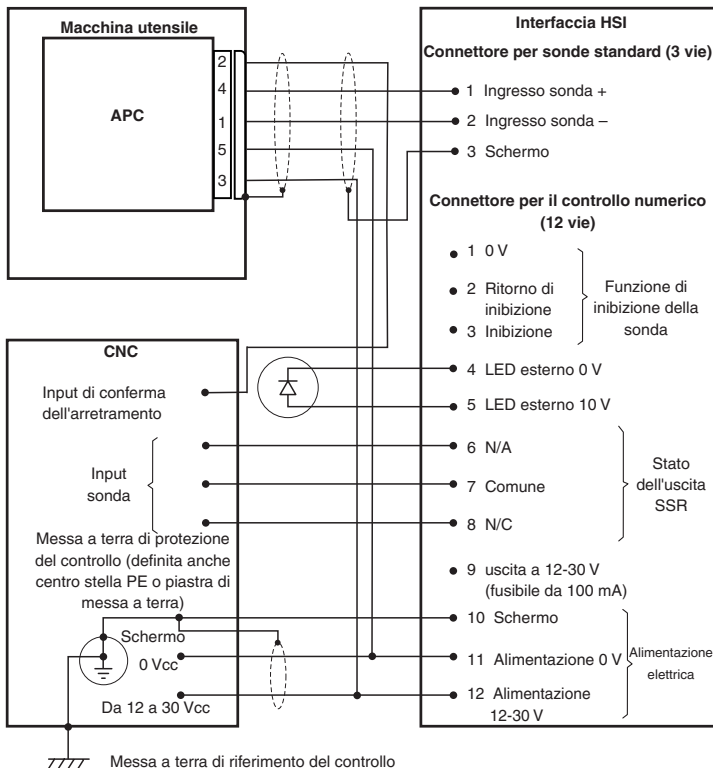 Macchina utensile
APC
2
4
1
5
3
Interfaccia HSI
Connettore per sonde standard (3 vie)
1 Ingresso sonda +
2 Ingresso sonda –
3 Schermo
Connettore per il controllo numerico
(12 vie)
1 0 V
2 Ritorno di
inibizione
3 Inibizione
Funzione di
inibizione della
sonda
4 LED esterno 0 V
5 LED esterno 10 V
6 N/A
7 Comune
8 N/C
Stato
dell'uscita
SSR
9 uscita a 12-30 V
(fusibile da 100 mA)
10 Schermo
11 Alimentazione 0 V
12 Alimentazione
12-30 V
Alimentazione
elettrica
CNC
Input di conferma
dell'arretramento
Input
sonda
Messa a terra di protezione
del controllo (definita anche
centro stella PE o piastra di
messa a terra)
Schermo
0 Vcc
Da 12 a 30 Vcc
Messa a terra di riferimento del controllo